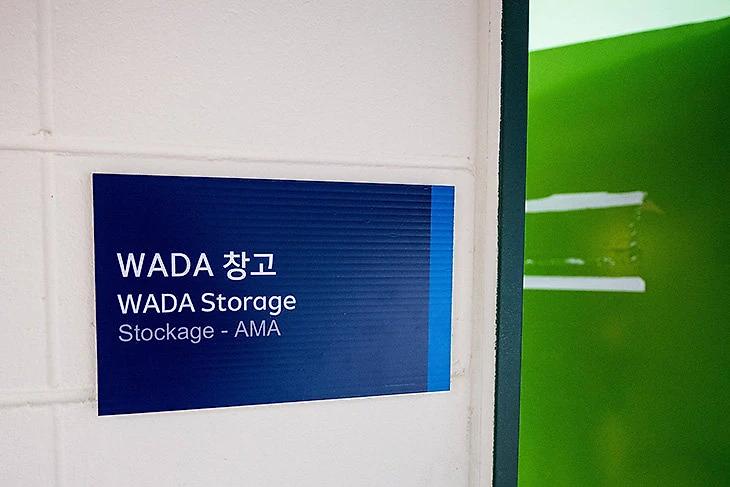 WADA 창고
WADA Storage
Stockage - AMA